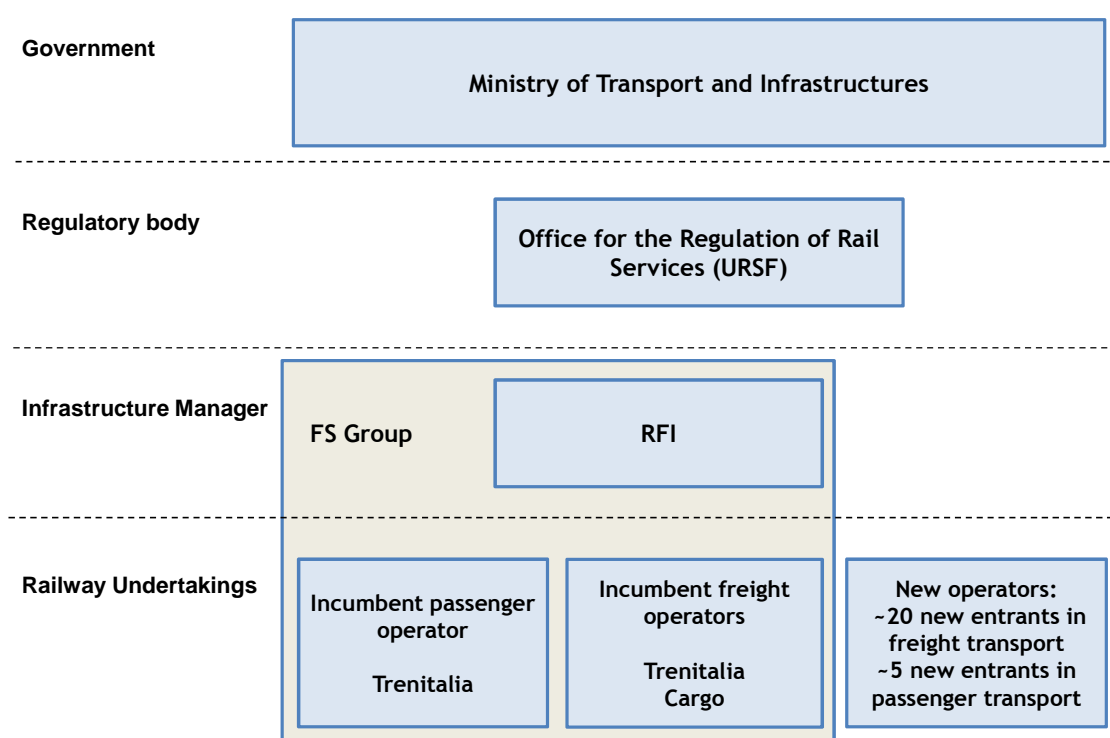 Government
Ministry of Transport and Infrastructures
Regulatory body
Office for the Regulation of Rail
Services (URSF)
Infrastructure Manager
FS Group
RFI
Railway Undertakings
Incumbent passenger
operator
Trenitalia
Incumbent freight
operators
Trenitalia
Cargo
New operators:
~20 new entrants in
freight transport
~5 new entrants in
passenger transport